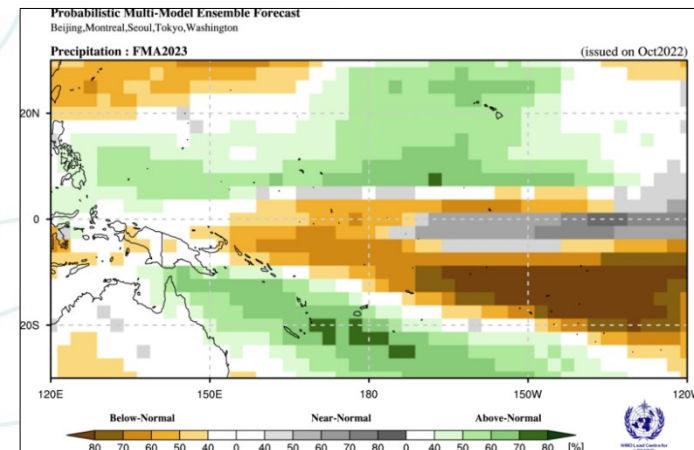 Probabilistic Multi-Model Ensemble Forecast
Beijing,Montreal,Seoul,Tokyo,Washington
Precipitation : FMA2023 (issued on Oct2022)
20N
0
20S
120E 150E 180 150W 120W
Below-Normal Near-Normal Above-Normal
80 70 60 50 40 0 40 50 60 70 80 0 40 50 60 70 80 [%]